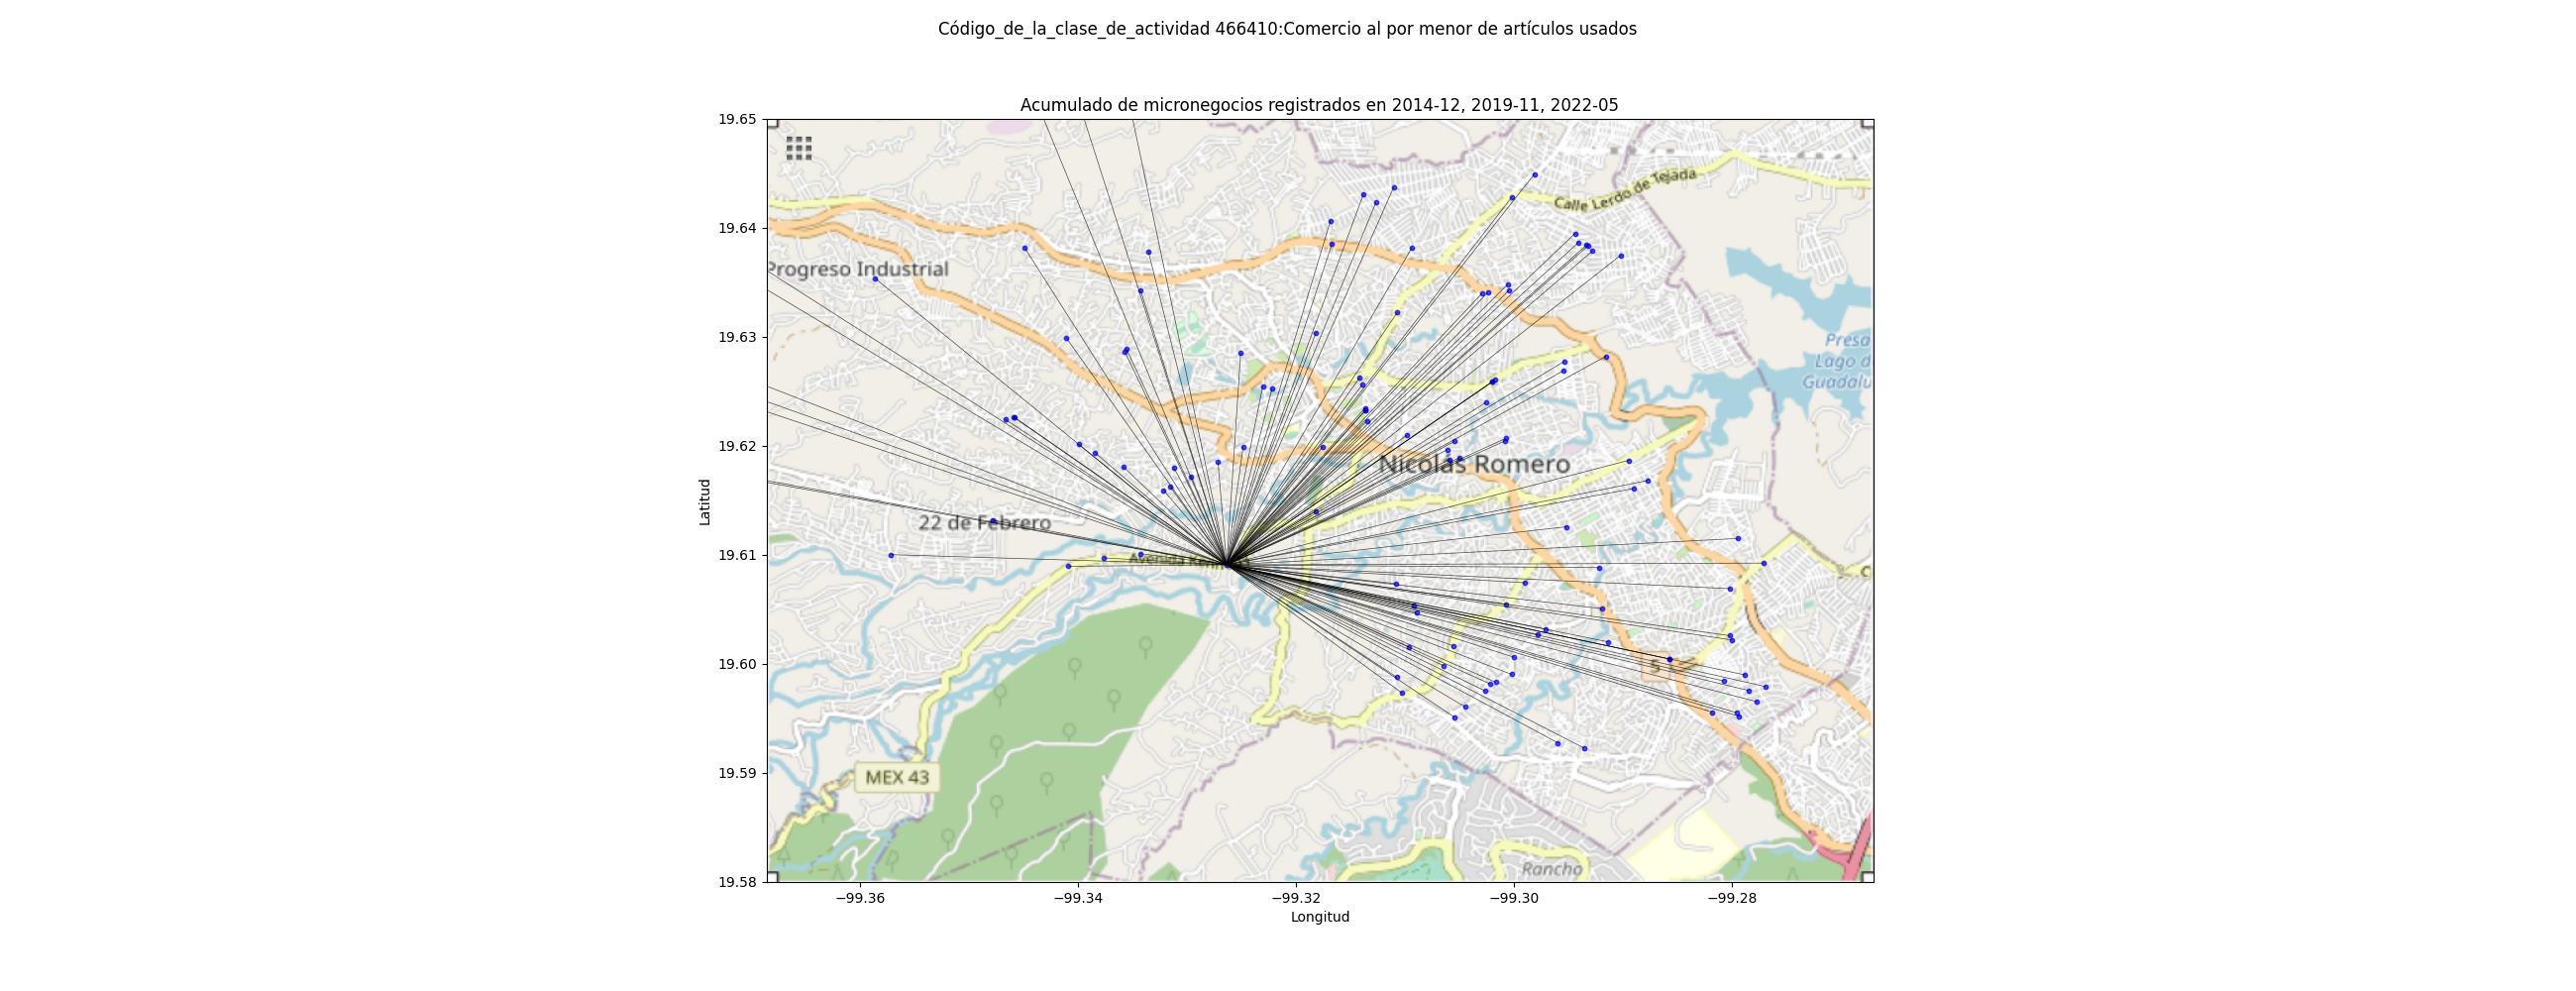 Código_de_la_clase_de_actividad 466410:Comercio al por menor de artículos usados
Acumulado de micronegocios registrados en 2014-12, 2019-11, 2022-05
19.65
19.64
19.63
19.62
19.61
19.60
19.59
19.58
Latitud
Calle Lerdo de Tejada
Progreso Industrial
Presa
Lago d
Guadalu
Nicolás Romero
22 de Febrero
Avenida
5
MEX 43
Rancho
−99.36
−99.34
−99.32
−99.30
−99.28
Longitud